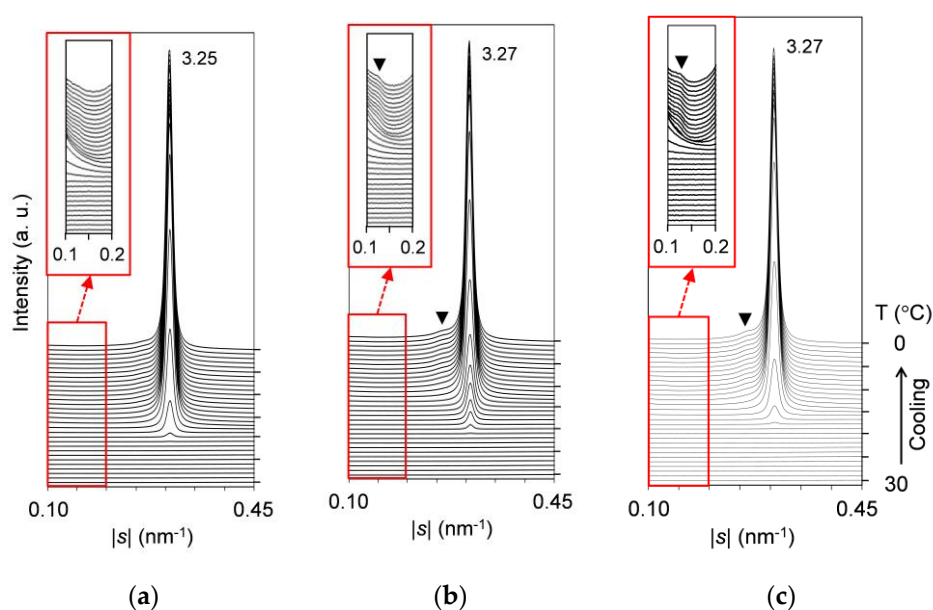 3.25
▼
3.27
▼
3.27
0.1 0.2
0.1 0.2
0.1 0.2
Intensity (a. u.)
▼
▼
T (°C)
0
Cooling
30
0.10 0.45
0.10 0.45
0.10 0.45
|s| (nm⁻¹)
|s| (nm⁻¹)
|s| (nm⁻¹)
(a)
(b)
(c)